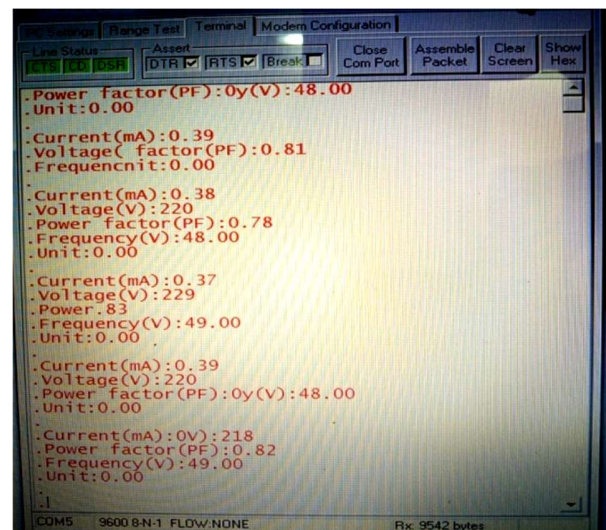 PC Settings Range Test Terminal Modem Configuration
Line Status Assert
CTS CD DSR DTR RTS Break Close Com Port Assemble Packet Clear Screen Show Hex
.Power factor(PF):0y(V):48.00
.Unit:0.00
.
.Current(mA):0.39
.Voltage( factor(PF):0.81
.Frequencnit:0.00
.
.Current(mA):0.38
.Voltage(V):220
.Power factor(PF):0.78
.Frequency(V):48.00
.Unit:0.00
.
.Current(mA):0.37
.Voltage(V):229
.Power.83
.Frequency(V):49.00
.Unit:0.00
.
.Current(mA):0.39
.Voltage(V):220
.Power factor(PF):0y(V):48.00
.Unit:0.00
.
.Current(mA):0V):218
.Power factor(PF):0.82
.Frequency(V):49.00
.Unit:0.00
.
.
COM5 9600 8-N-1 FLOW:NONE Rx: 9542 bytes